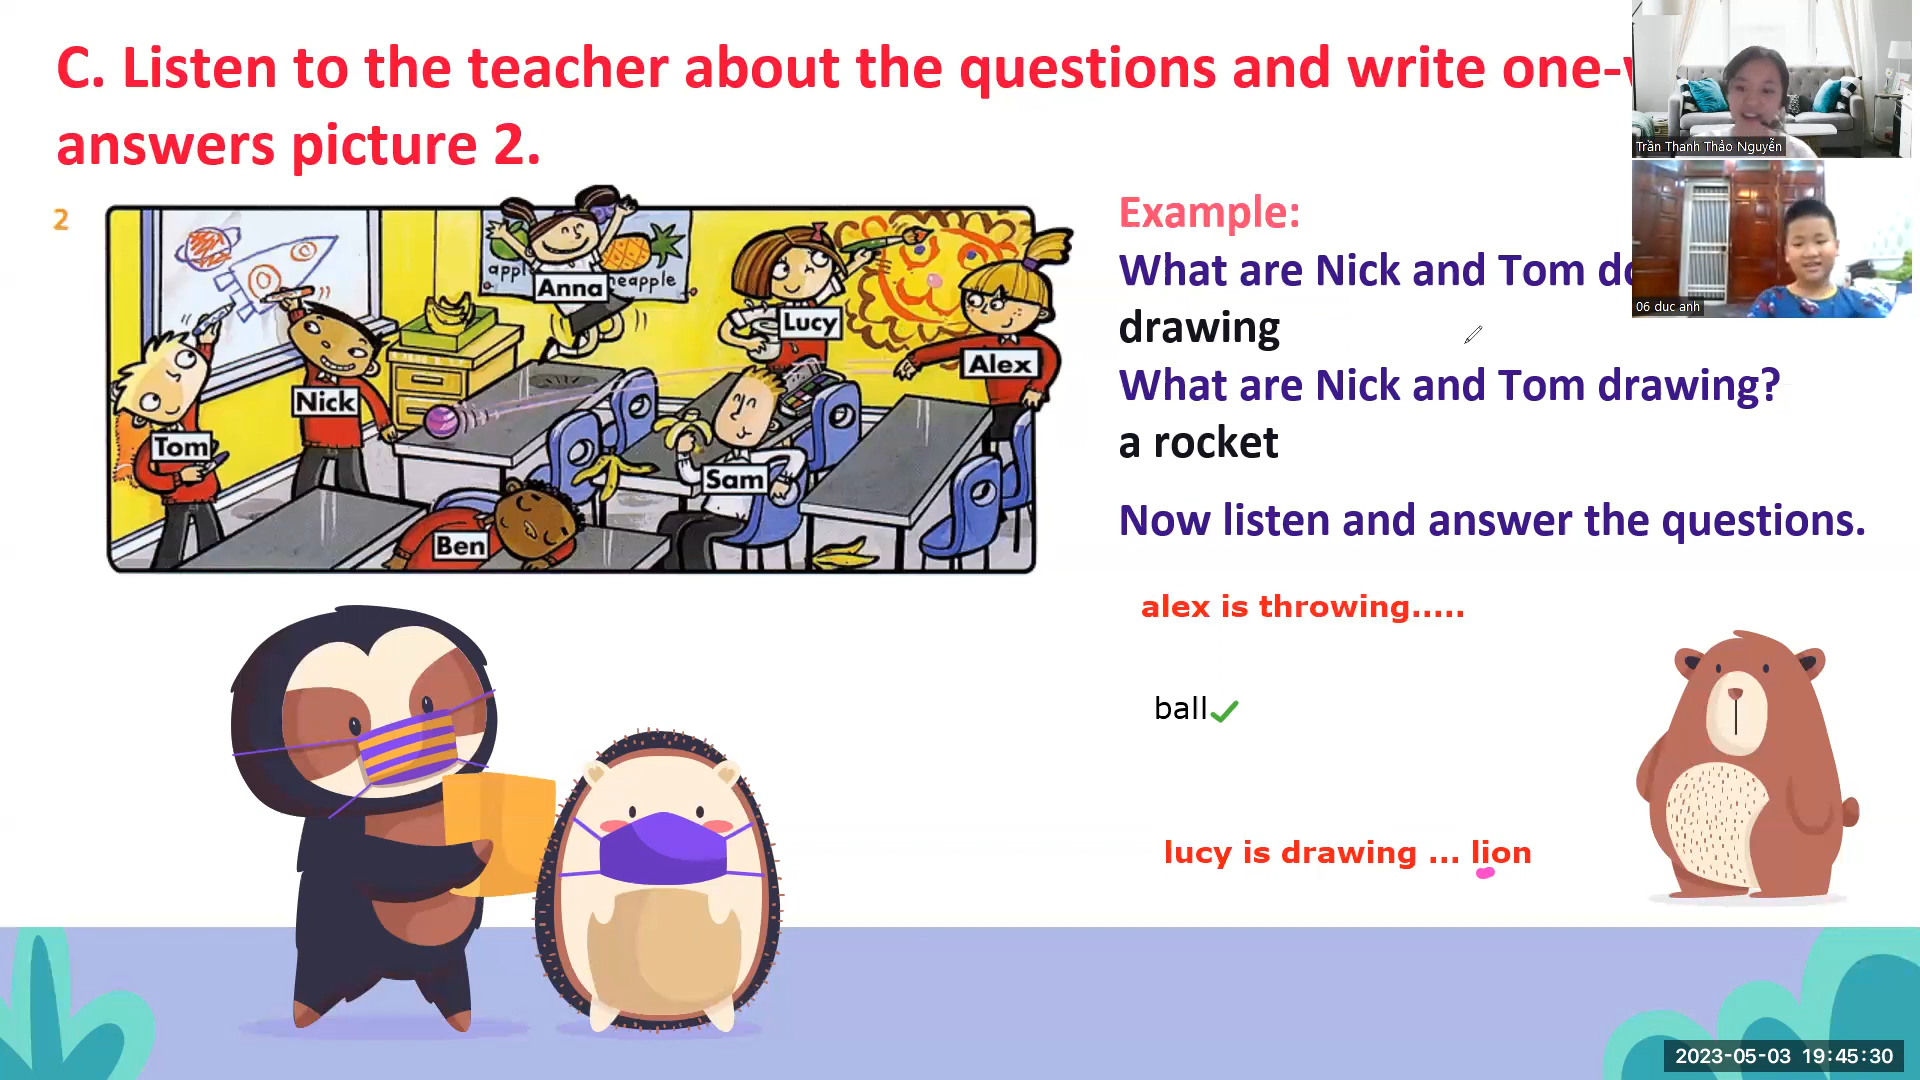 C. Listen to the teacher about the questions and write one-
answers picture 2.
2
Example:
What are Nick and Tom do
drawing
What are Nick and Tom drawing?
a rocket
Now listen and answer the questions.
alex is throwing.....
ball
lucy is drawing ... lion
appl
neapple
Anna
Lucy
Alex
Nick
Tom
Sam
Ben
Trần Thanh Thảo Nguyễn
06 duc anh
2023-05-03 19:45:30